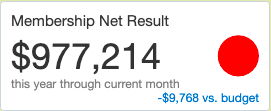 Membership Net Result
$977,214
this year through current month
-$9,768 vs. budget